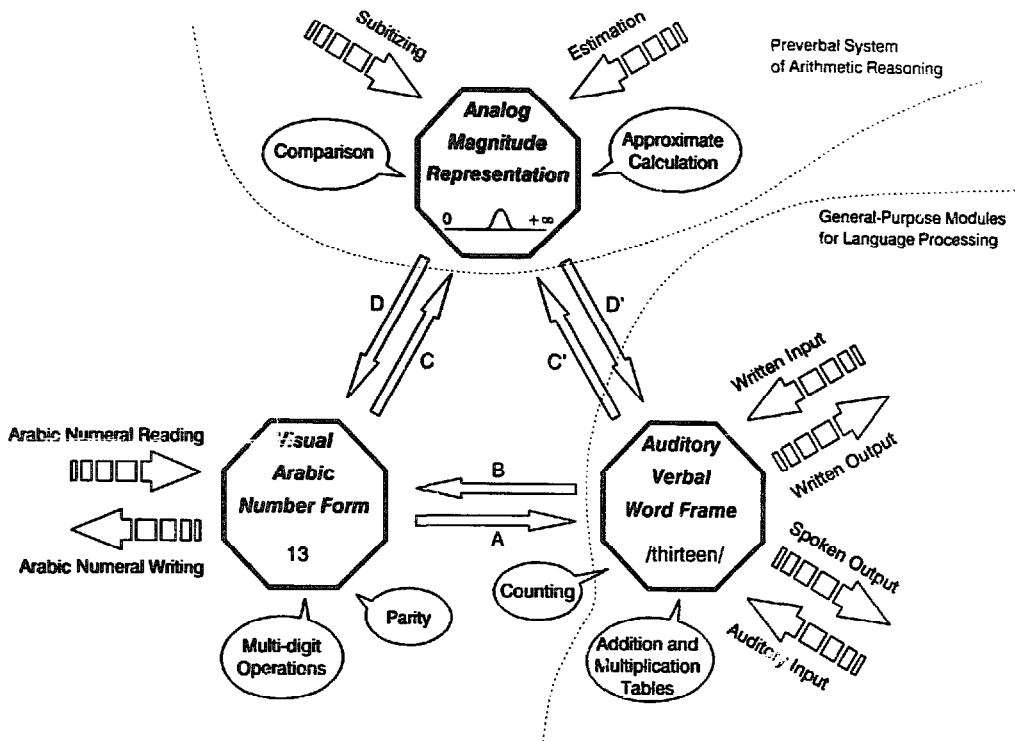 Subitizing
Estimation
Preverbal System
of Arithmetic Reasoning
Analog
Magnitude
Representation
0 +∞
Comparison
Approximate
Calculation
General-Purpose Modules
for Language Processing
D
C
D'
C'
Written Input
Written Output
Arabic Numeral Reading
Arabic Numeral Writing
Visual
Arabic
Number Form
13
B
A
Auditory
Verbal
Word Frame
/thirteen/
Spoken Output
Auditory Input
Counting
Parity
Multi-digit
Operations
Addition and
Multiplication
Tables